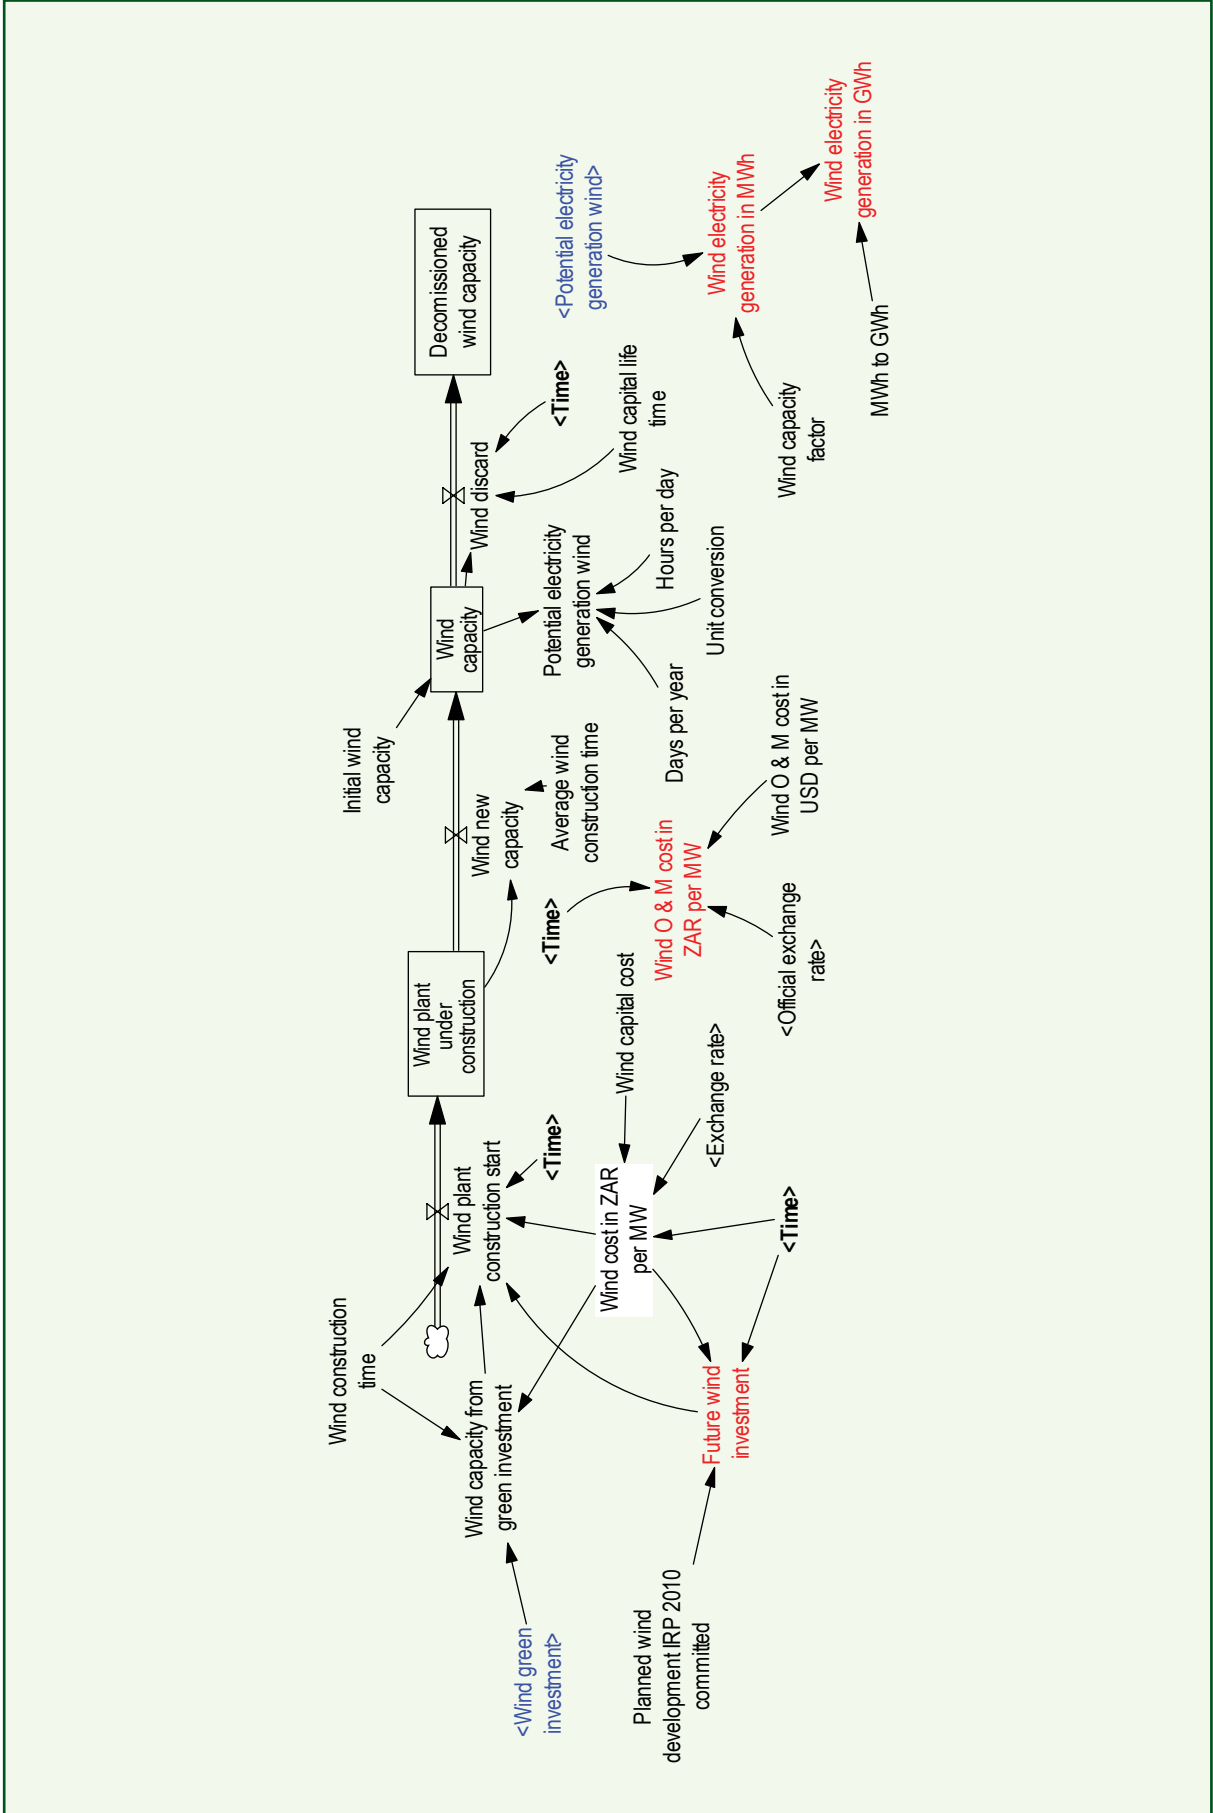 Wind construction
time
Initial wind
capacity
Wind plant
under
construction
Wind
capacity
Decomissioned
wind capacity
Wind plant
construction start
Wind new
capacity
Wind discard
Wind capacity from
green investment
<Time>
<Time>
Average wind
construction time
Potential electricity
generation wind
<Time>
<Potential electricity
generation wind>
<Wind green
investment>
Wind cost in ZAR
per MW
Wind capital cost
Wind O & M cost in
ZAR per MW
Days per year
Unit conversion
Hours per day
Wind capital life
time
Planned wind
development IRP 2010
committed
Future wind
investment
<Time>
<Exchange rate>
<Official exchange
rate>
Wind O & M cost in
USD per MW
Wind capacity
factor
Wind electricity
generation in MWh
MWh to GWh
Wind electricity
generation in GWh